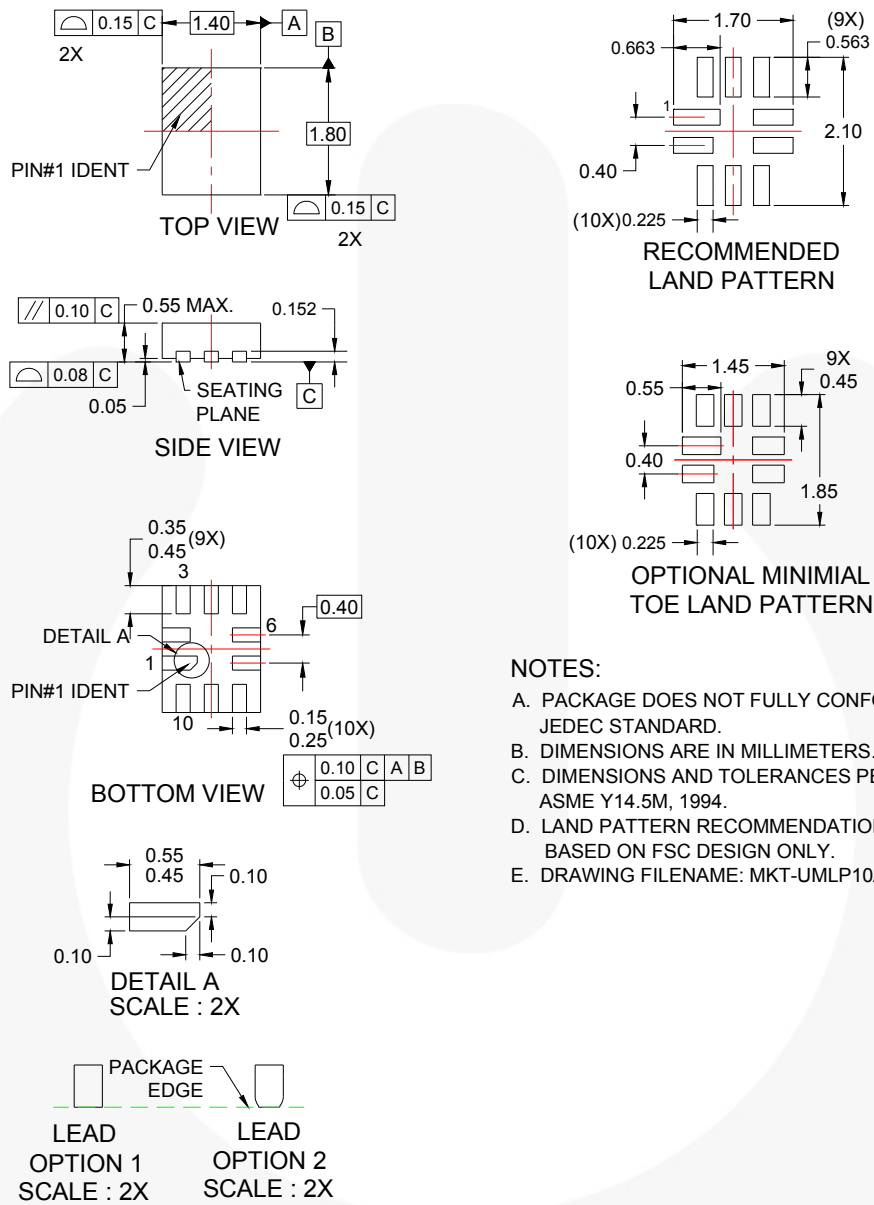 0.15 C
1.40
A
2X
B
1.80
PIN#1 IDENT
0.15 C
TOP VIEW
2X
0.10 C
0.55 MAX.
0.152
0.08 C
0.05
SEATING
PLANE
C
SIDE VIEW
0.35
0.45 (9X)
3
0.40
6
DETAIL A
1
PIN#1 IDENT
10
0.15
0.25 (10X)
0.10 C A B
0.05 C
BOTTOM VIEW
0.55
0.45
0.10
0.10
0.10
DETAIL A
SCALE : 2X
PACKAGE
EDGE
LEAD
OPTION 1
SCALE : 2X
LEAD
OPTION 2
SCALE : 2X
1.70
(9X)
0.663
0.563
1
2.10
0.40
(10X) 0.225
RECOMMENDED
LAND PATTERN
1.45
9X
0.45
0.55
0.40
1.85
(10X) 0.225
OPTIONAL MINIMIAL
TOE LAND PATTERN
NOTES:
A. PACKAGE DOES NOT FULLY
JEDEC STANDARD.
B. DIMENSIONS ARE IN MILLIMETERS.
C. DIMENSIONS AND TOLERANCES
ASME Y14.5M, 1994.
D. LAND PATTERN
BASED ON FSC DESIGN ONLY.
E. DRAWING FILENAME: